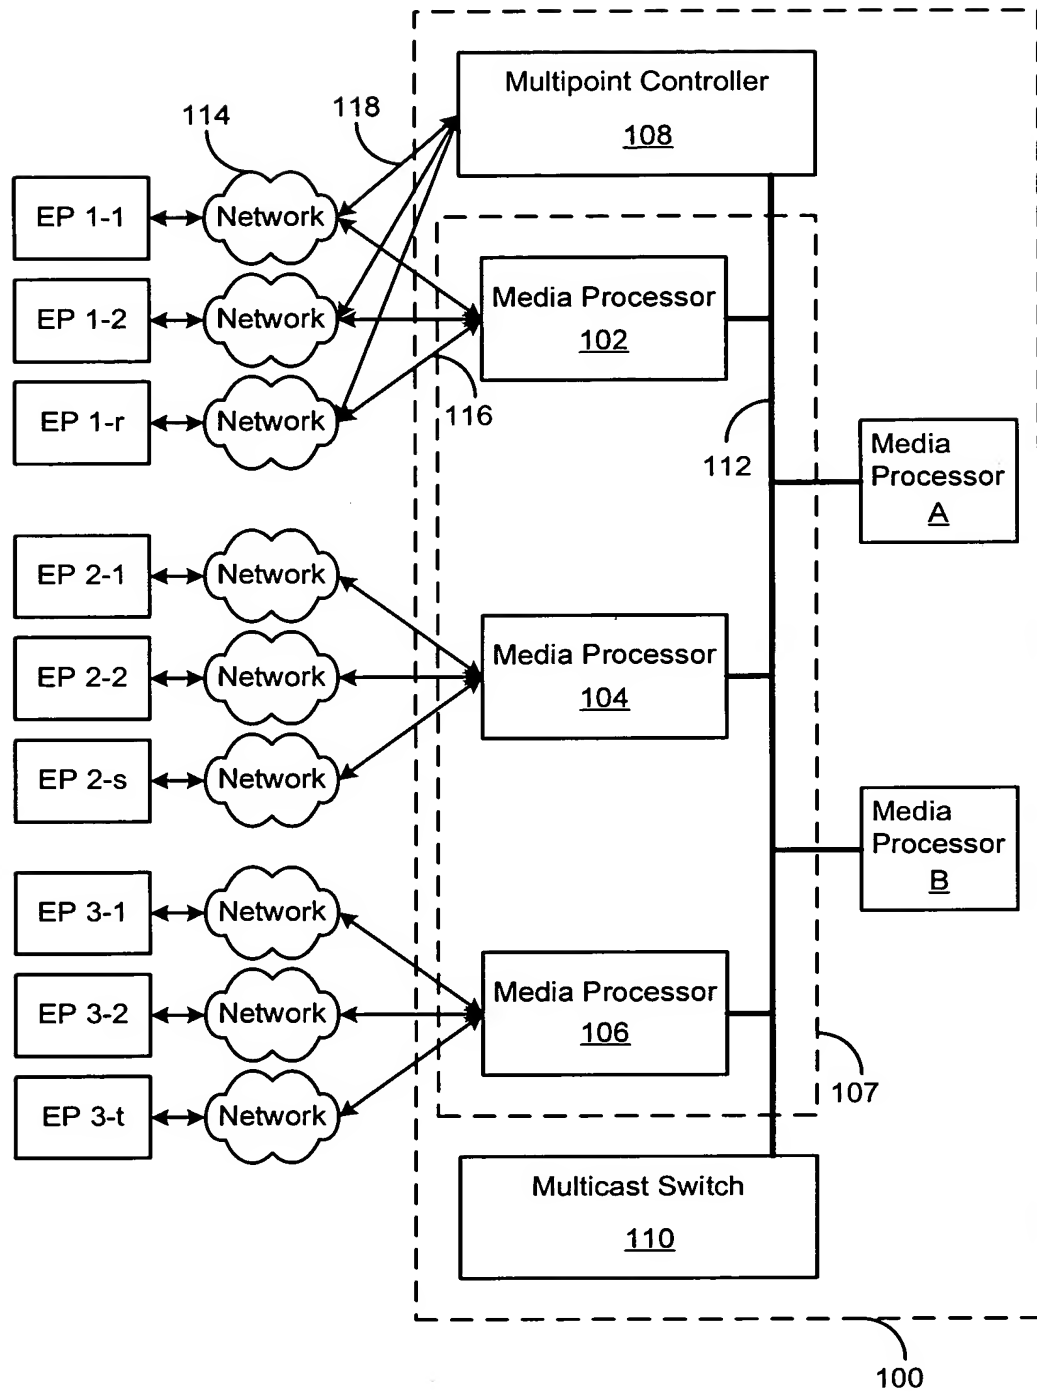 Multipoint Controller
108
114
118
EP 1-1
Network
EP 1-2
Network
Media Processor
102
EP 1-r
Network
116
112
Media
Processor
A
EP 2-1
Network
EP 2-2
Network
Media Processor
104
EP 2-s
Network
Media
Processor
B
EP 3-1
Network
EP 3-2
Network
Media Processor
106
EP 3-t
Network
107
Multicast Switch
110
100